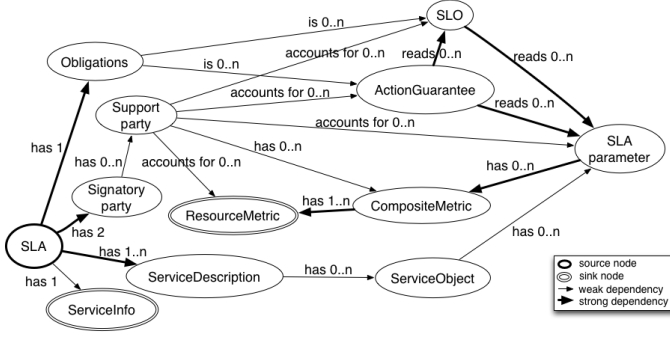 SLO
is 0..n
accounts for 0..n
reads 0..n
reads 0..n
Obligations
is 0..n
ActionGuarantee
accounts for 0..n
reads 0..n
Support
party
accounts for 0..n
SLA
parameter
has 1
has 0..n
accounts for 0..n
has 0..n
has 0..n
Signatory
party
ResourceMetric
has 1..n
CompositeMetric
has 2
SLA
has 1..n
has 0..n
ServiceDescription
has 0..n
ServiceObject
has 1
ServiceInfo
source node
sink node
weak dependency
strong dependency